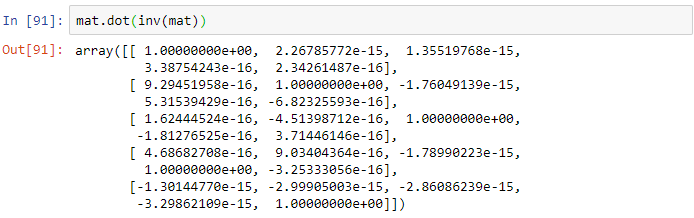 In [91]: mat.dot(inv(mat))
Out[91]: array([[ 1.00000000e+00, 2.26785772e-15, 1.35519768e-15,
3.38754243e-16, 2.34261487e-16],
[ 9.29451958e-16, 1.00000000e+00, -1.76049139e-15,
5.31539429e-16, -6.82325593e-16],
[ 1.62444524e-16, -4.51398712e-16, 1.00000000e+00,
-1.81276525e-15, 3.71446146e-16],
[ 4.68682708e-16, 9.03404364e-16, -1.78990223e-15,
1.00000000e+00, -3.25333056e-16],
[-1.30144770e-15, -2.99905003e-15, -2.86086239e-15,
-3.29862109e-15, 1.00000000e+00]])